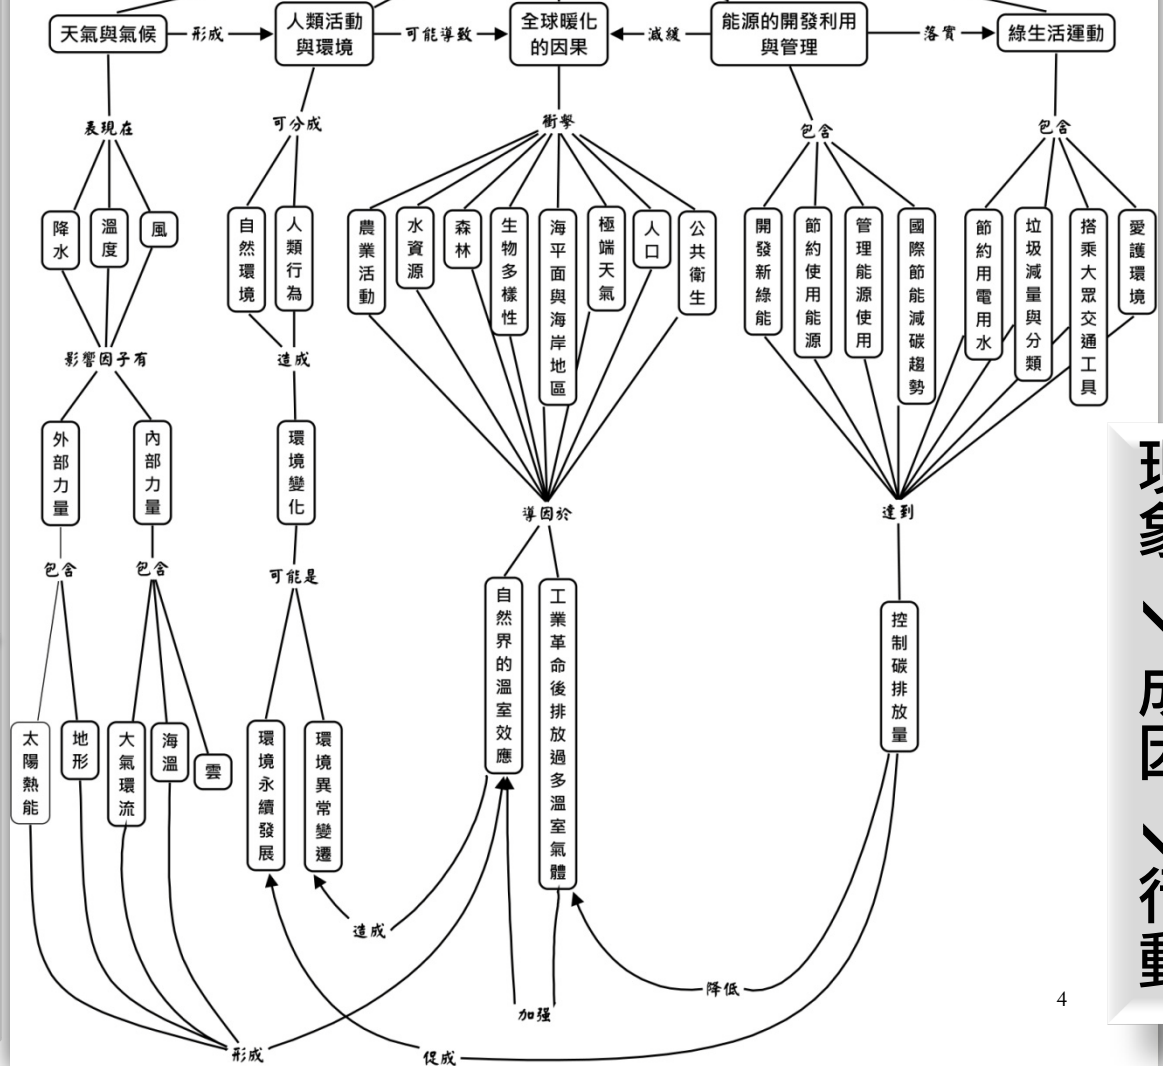 天氣與氣候
形成
人類活動
與環境
可能導致
全球暖化
的因果
減緩
能源的開發利用
與管理
落實
綠生活運動
表現在
可分成
衝擊
包含
包含
降水
溫度
風
自然環境
人類行為
農業活動
水資源
森林
生物多樣性
海平面與海岸地區
極端天氣
人口
公共衛生
開發新綠能
節約使用能源
管理能源使用
國際節能減碳趨勢
節約用電用水
垃圾減量與分類
搭乘大眾交通工具
愛護環境
影響因子有
造成
外部力量
內部力量
環境變化
導因於
達到
包含
包含
可能是
自然界的溫室效應
工業革命後排放過多溫室氣體
控制碳排放量
太陽熱能
地形
大氣環流
海溫
雲
環境永續發展
環境異常變遷
造成
降低
加強
形成
促成
4
現象
成因
行動